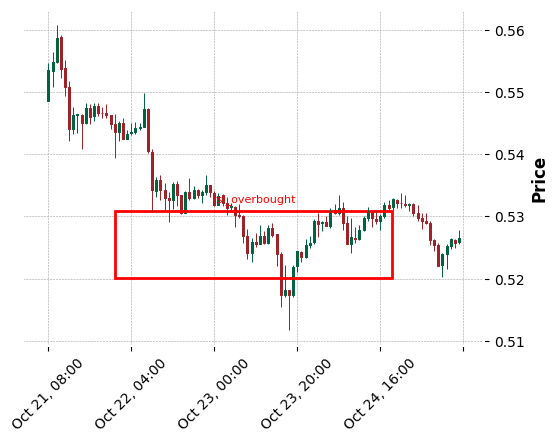 0.56
0.55
0.54
0.53
0.52
0.51
Price
overbought
Oct 21, 08:00
Oct 22, 04:00
Oct 23, 00:00
Oct 23, 20:00
Oct 24, 16:00